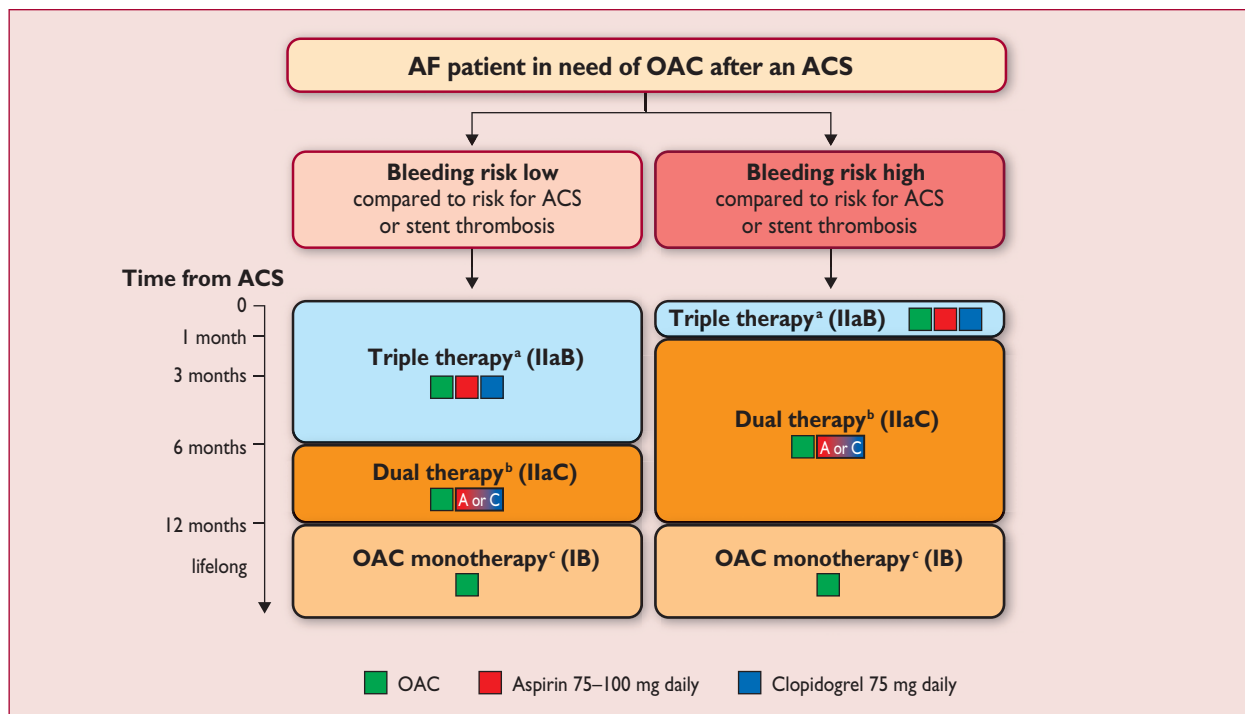 AF patient in need of OAC after an ACS
Bleeding risk low
compared to risk for ACS
or stent thrombosis
Bleeding risk high
compared to risk for ACS
or stent thrombosis
Time from ACS
0
1 month
3 months
6 months
12 months
lifelong
Triple therapyᵃ (IIaB)
Dual therapyᵇ (IIaC)
A or C
OAC monotherapyᶜ (IB)
Triple therapyᵃ (IIaB)
Dual therapyᵇ (IIaC)
A or C
OAC monotherapyᶜ (IB)
OAC
Aspirin 75–100 mg daily
Clopidogrel 75 mg daily